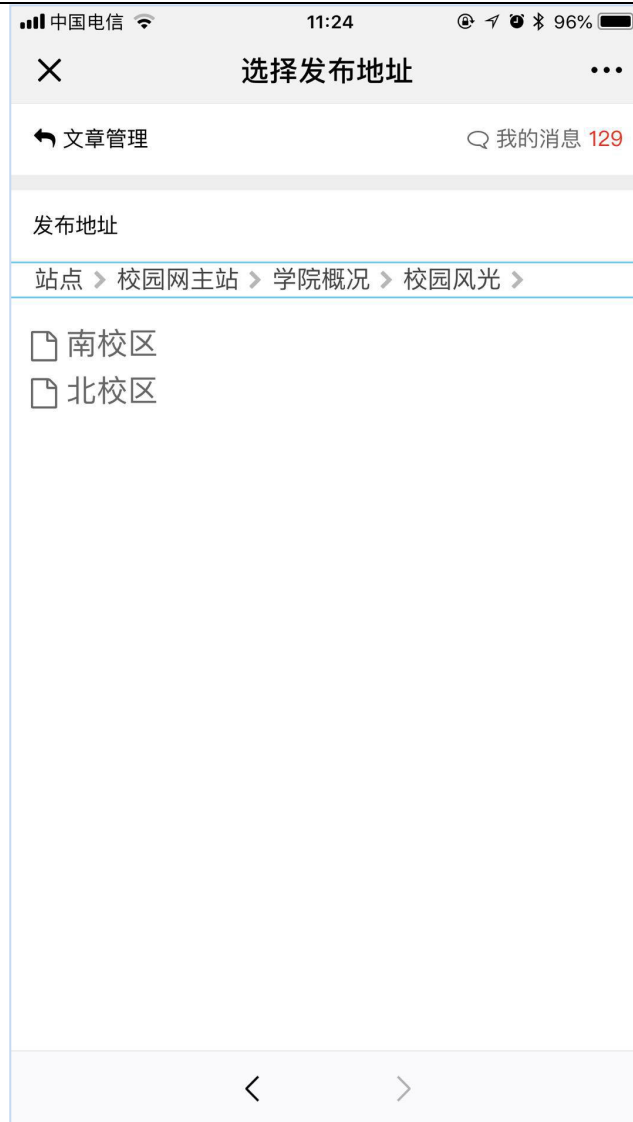 中国电信 11:24 96%
选择发布地址
文章管理 我的消息 129
发布地址
站点 校园网主站 学院概况 校园风光
南校区
北校区